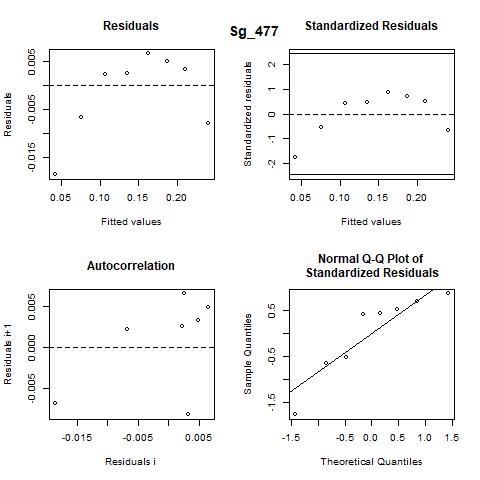 Sg_477
Residuals
Residuals
0.005
-0.005
-0.015
0.05 0.10 0.15 0.20
Fitted values
Standardized Residuals
Standardized residuals
2
1
0
-1
-2
0.05 0.10 0.15 0.20
Fitted values
Autocorrelation
Residuals i+1
0.005
0.000
-0.005
-0.015 -0.005 0.005
Residuals i
Normal Q-Q Plot of
Standardized Residuals
Sample Quantiles
0.5
-0.5
-1.5
-1.5 -0.5 0.0 0.5 1.0 1.5
Theoretical Quantiles